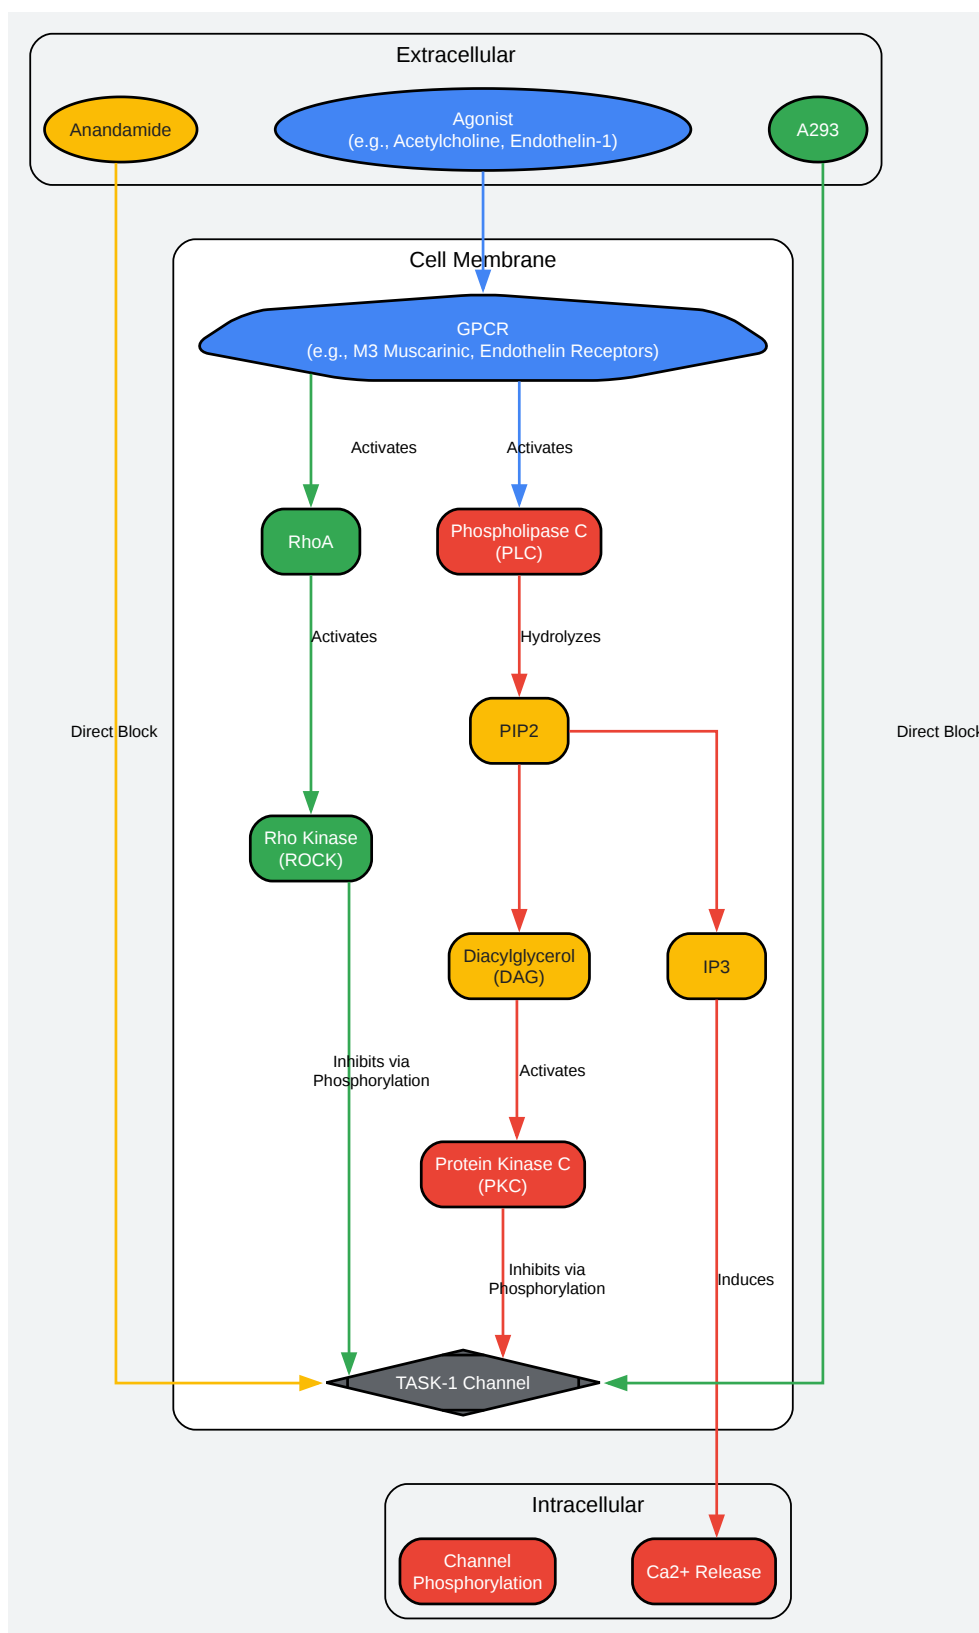 Extracellular
Anandamide
Agonist
(e.g., Acetylcholine, Endothelin-1)
A293
Cell Membrane
GPCR
(e.g., M3 Muscarinic, Endothelin Receptors)
Activates
Activates
RhoA
Phospholipase C
(PLC)
Activates
Hydrolyzes
Direct Block
PIP2
Direct Block
Rho Kinase
(ROCK)
Diacylglycerol
(DAG)
IP3
Inhibits via
Phosphorylation
Activates
Protein Kinase C
(PKC)
Inhibits via
Phosphorylation
Induces
TASK-1 Channel
Intracellular
Channel
Phosphorylation
Ca2+ Release